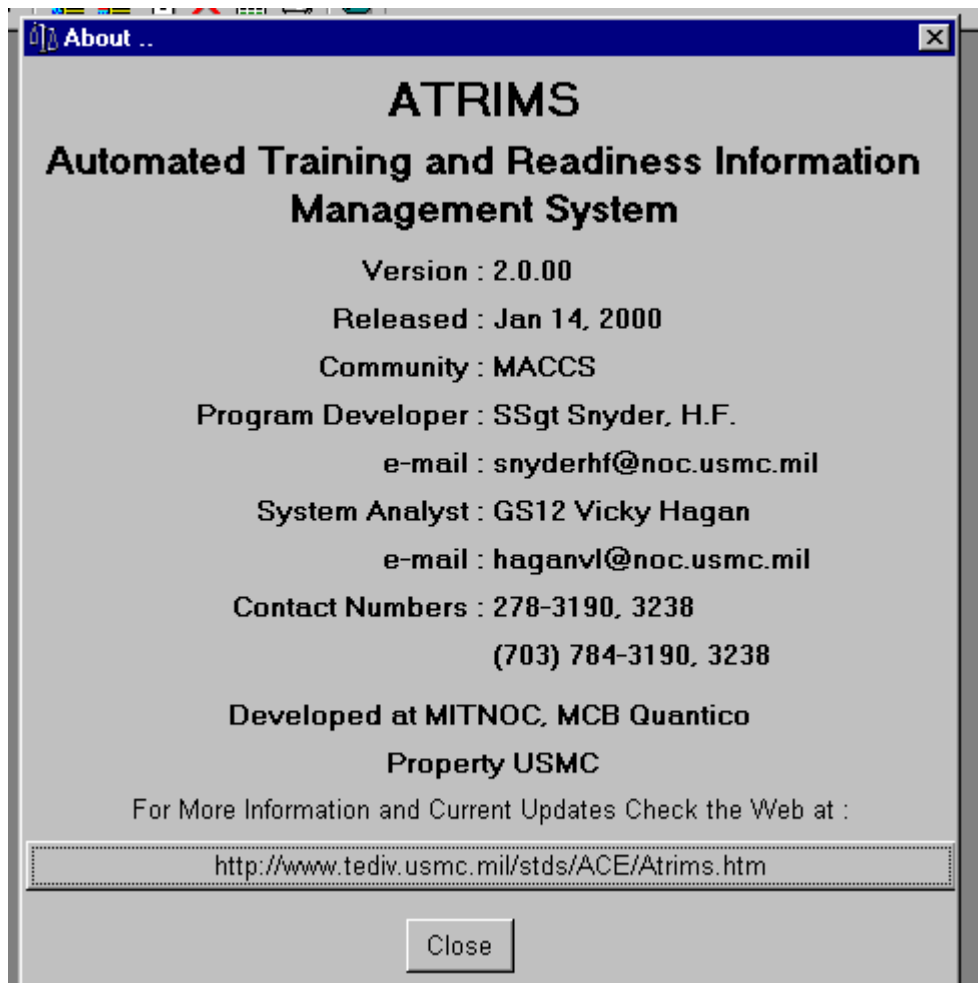 About ..
ATRIMS
Automated Training and Readiness Information
Management System
Version : 2.0.00
Released : Jan 14, 2000
Community : MACCS
Program Developer : SSgt Snyder, H.F.
e-mail : snyderhf@noc.usmc.mil
System Analyst : GS12 Vicky Hagan
e-mail : haganvl@noc.usmc.mil
Contact Numbers : 278-3190, 3238
(703) 784-3190, 3238
Developed at MITNOC, MCB Quantico
Property USMC
For More Information and Current Updates Check the Web at :
http://www.tediv.usmc.mil/stds/ACE/Atrims.htm
Close